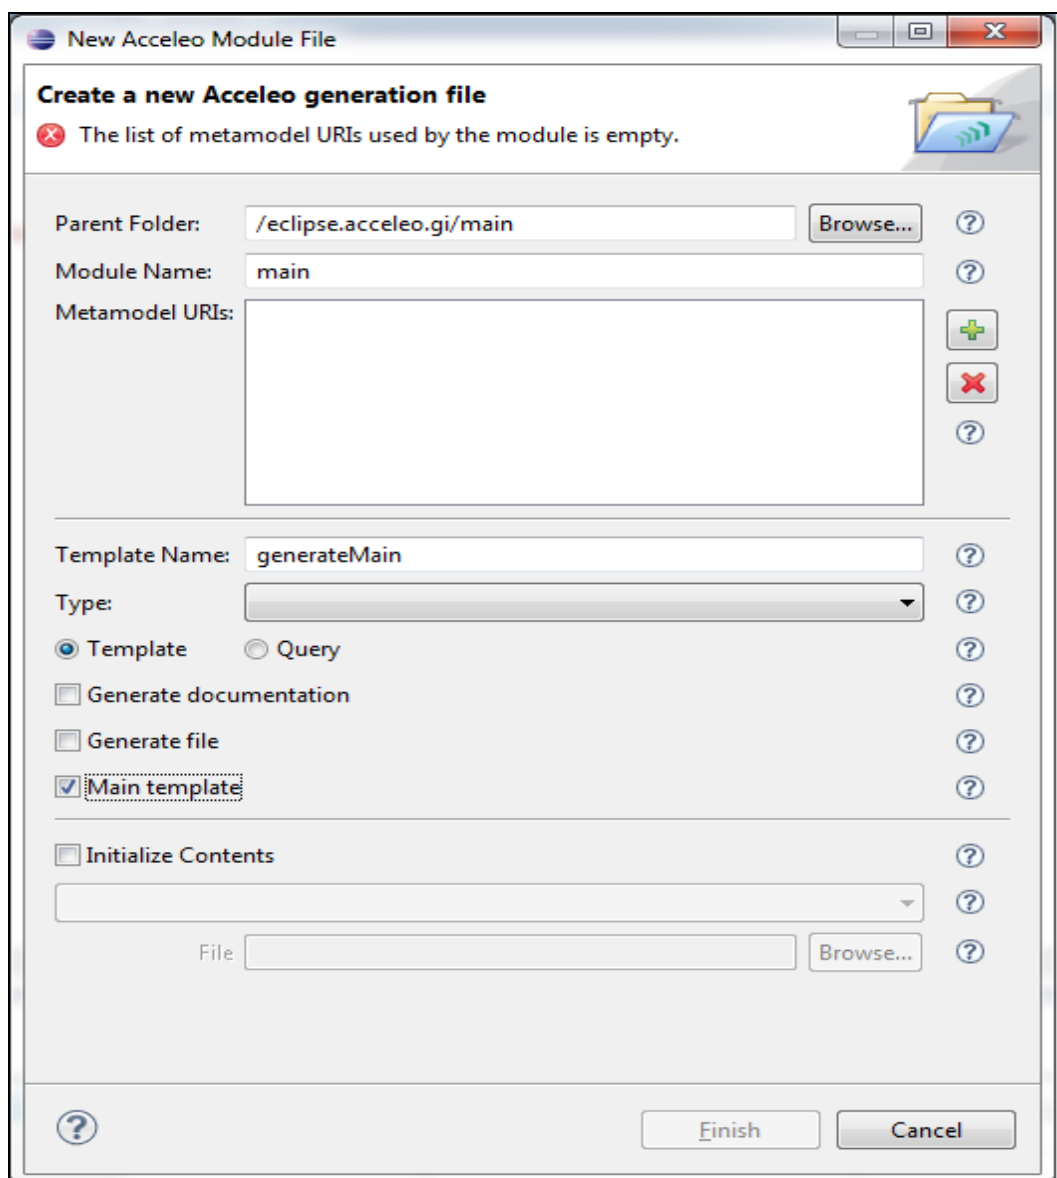 New Acceleo Module File
Create a new Acceleo generation file
The list of metamodel URIs used by the module is empty.
Parent Folder: /eclipse.acceleo.gi/main Browse...
Module Name: main
Metamodel URIs:
Template Name: generateMain
Type:
Template Query
Generate documentation
Generate file
Main template
Initialize Contents
File Browse...
Finish Cancel